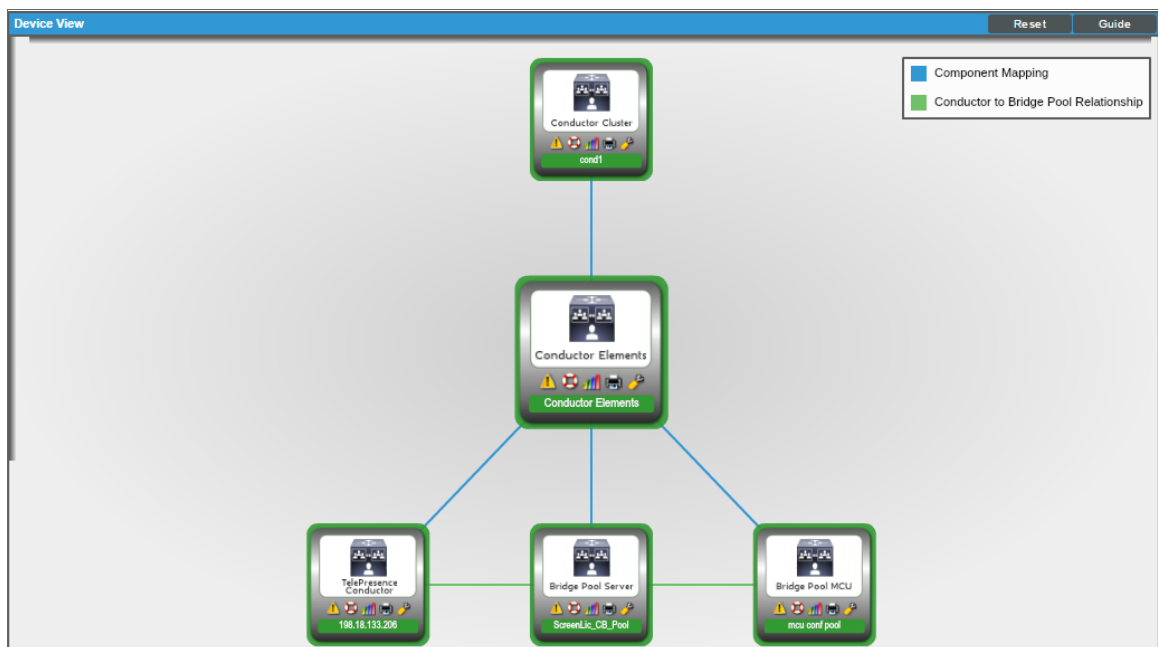 Device View
Reset
Guide
Component Mapping
Conductor to Bridge Pool Relationship
Conductor Cluster
cond1
Conductor Elements
Conductor Elements
TelePresence
Conductor
198.18.133.206
Bridge Pool Server
ScreenLic_CB_Pool
Bridge Pool MCU
mcu conf pool